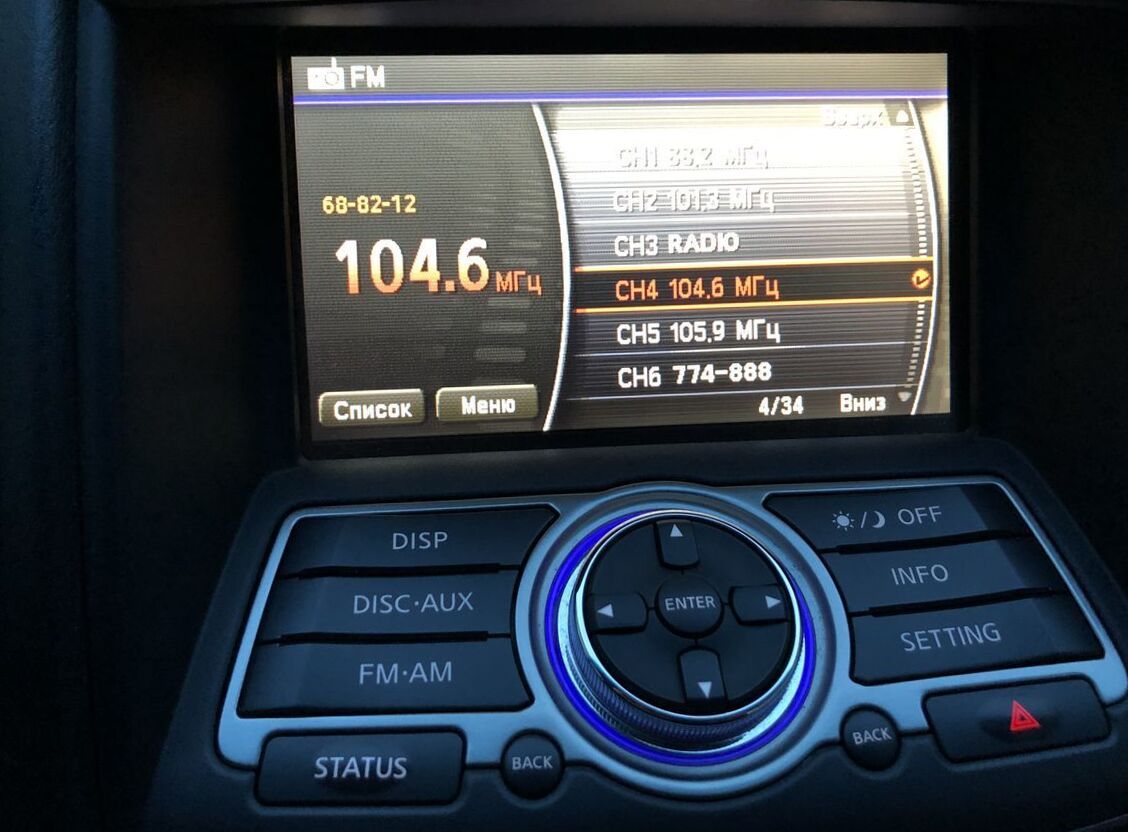 FM
Вверх
CH1 33,2 МГц
CH2 101,3 МГц
68-82-12
CH3 RADIO
104.6 МГц
CH4 104.6 МГц
CH5 105,9 МГц
CH6 774-888
Список Меню
4/34 Вниз
DISP
OFF
DISC·AUX
ENTER
INFO
FM·AM
SETTING
STATUS
BACK
BACK